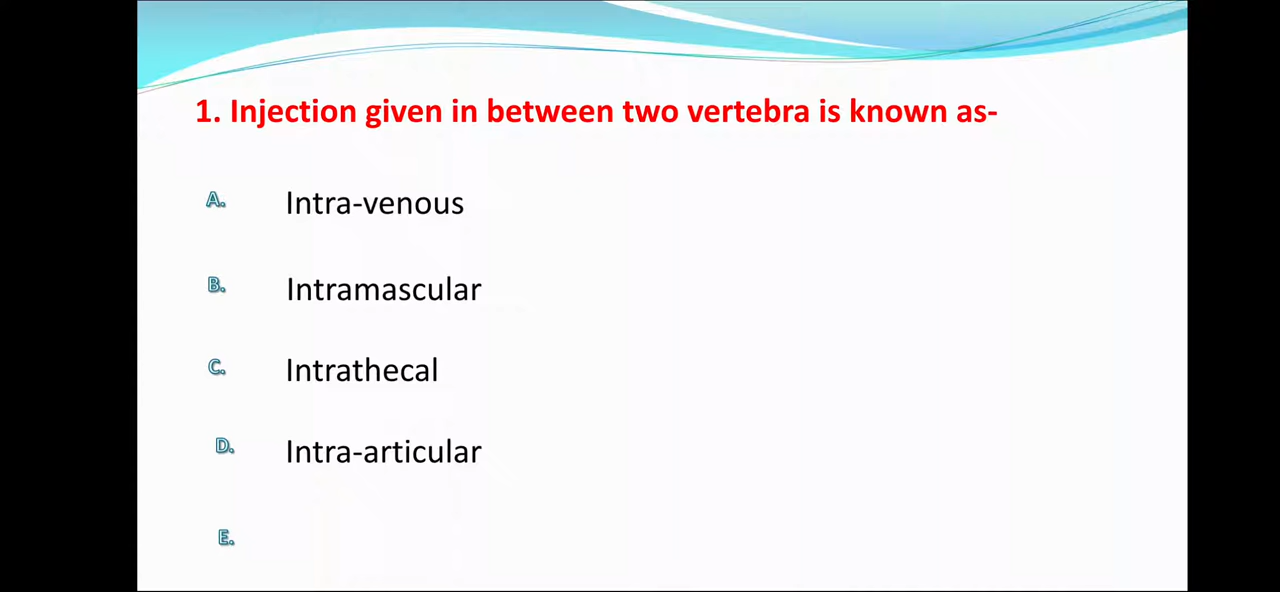 1. Injection given in between two vertebra is known as-
A. Intra-venous
B. Intramascular
C. Intrathecal
D. Intra-articular
E.